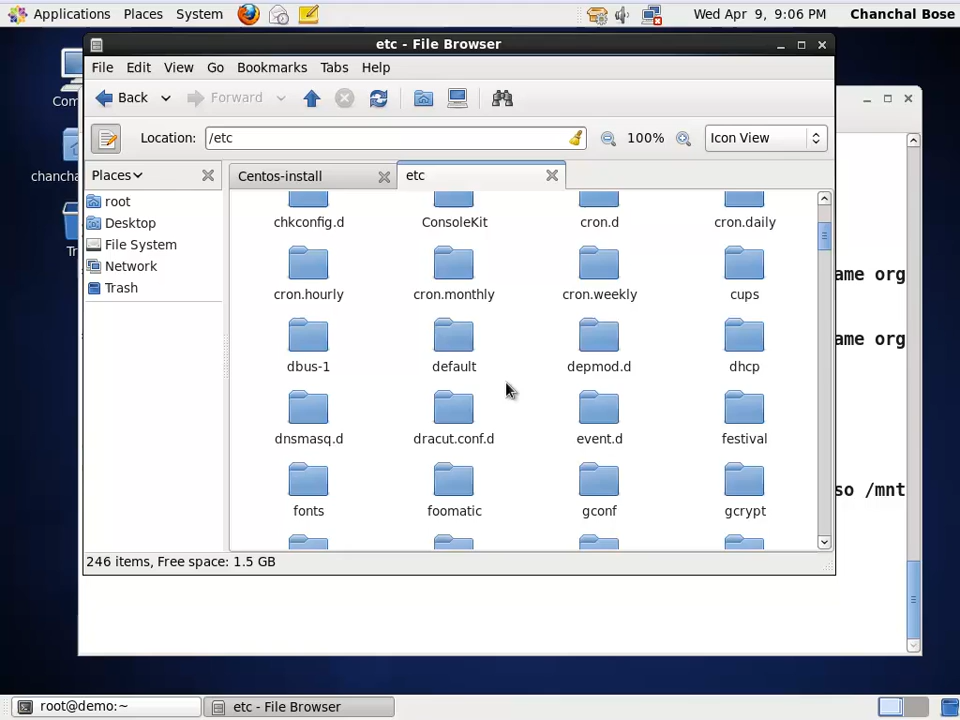 Applications Places System Wed Apr 9, 9:06 PM Chanchal Bose
etc - File Browser
File Edit View Go Bookmarks Tabs Help
Back Forward
Location: /etc 100% Icon View
Places Centos-install etc
root
Desktop
File System
Network
Trash
chkconfig.d ConsoleKit cron.d cron.daily
cron.hourly cron.monthly cron.weekly cups
dbus-1 default depmod.d dhcp
dnsmasq.d dracut.conf.d event.d festival
fonts foomatic gconf gcrypt
246 items, Free space: 1.5 GB
Com
chancha
Tr
ame org
ame org
so /mnt
root@demo:~ etc - File Browser